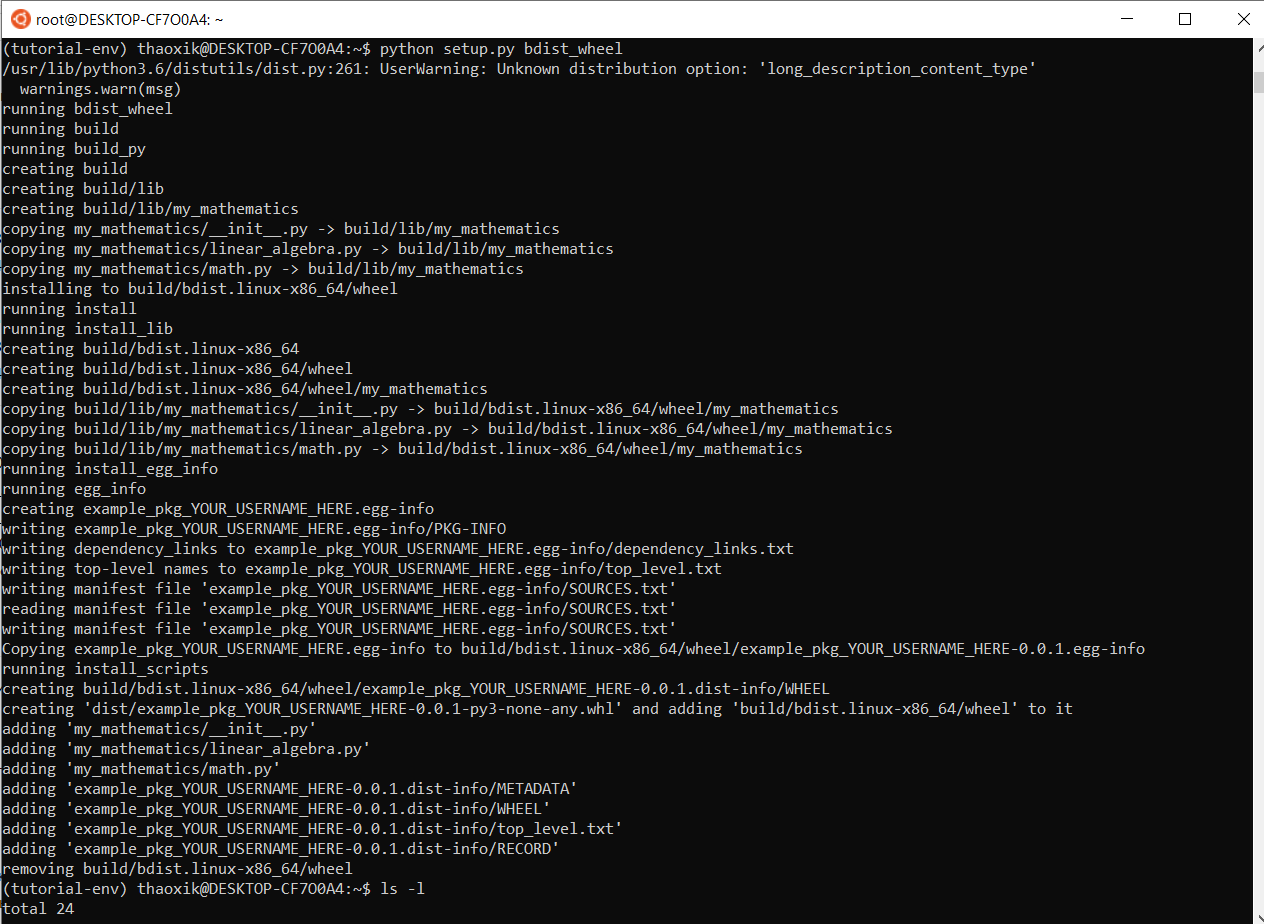 root@DESKTOP-CF7O0A4: ~
(tutorial-env) thaoxik@DESKTOP-CF7O0A4:~$ python setup.py bdist_wheel
/usr/lib/python3.6/distutils/dist.py:261: UserWarning: Unknown distribution option: 'long_description_content_type'
  warnings.warn(msg)
running bdist_wheel
running build
running build_py
creating build
creating build/lib
creating build/lib/my_mathematics
copying my_mathematics/__init__.py -> build/lib/my_mathematics
copying my_mathematics/linear_algebra.py -> build/lib/my_mathematics
copying my_mathematics/math.py -> build/lib/my_mathematics
installing to build/bdist.linux-x86_64/wheel
running install
running install_lib
creating build/bdist.linux-x86_64
creating build/bdist.linux-x86_64/wheel
creating build/bdist.linux-x86_64/wheel/my_mathematics
copying build/lib/my_mathematics/__init__.py -> build/bdist.linux-x86_64/wheel/my_mathematics
copying build/lib/my_mathematics/linear_algebra.py -> build/bdist.linux-x86_64/wheel/my_mathematics
copying build/lib/my_mathematics/math.py -> build/bdist.linux-x86_64/wheel/my_mathematics
running install_egg_info
running egg_info
creating example_pkg_YOUR_USERNAME_HERE.egg-info
writing example_pkg_YOUR_USERNAME_HERE.egg-info/PKG-INFO
writing dependency_links to example_pkg_YOUR_USERNAME_HERE.egg-info/dependency_links.txt
writing top-level names to example_pkg_YOUR_USERNAME_HERE.egg-info/top_level.txt
writing manifest file 'example_pkg_YOUR_USERNAME_HERE.egg-info/SOURCES.txt'
reading manifest file 'example_pkg_YOUR_USERNAME_HERE.egg-info/SOURCES.txt'
writing manifest file 'example_pkg_YOUR_USERNAME_HERE.egg-info/SOURCES.txt'
Copying example_pkg_YOUR_USERNAME_HERE.egg-info to build/bdist.linux-x86_64/wheel/example_pkg_YOUR_USERNAME_HERE-0.0.1.egg-info
running install_scripts
creating build/bdist.linux-x86_64/wheel/example_pkg_YOUR_USERNAME_HERE-0.0.1.dist-info/WHEEL
creating 'dist/example_pkg_YOUR_USERNAME_HERE-0.0.1-py3-none-any.whl' and adding 'build/bdist.linux-x86_64/wheel' to it
adding 'my_mathematics/__init__.py'
adding 'my_mathematics/linear_algebra.py'
adding 'my_mathematics/math.py'
adding 'example_pkg_YOUR_USERNAME_HERE-0.0.1.dist-info/METADATA'
adding 'example_pkg_YOUR_USERNAME_HERE-0.0.1.dist-info/WHEEL'
adding 'example_pkg_YOUR_USERNAME_HERE-0.0.1.dist-info/top_level.txt'
adding 'example_pkg_YOUR_USERNAME_HERE-0.0.1.dist-info/RECORD'
removing build/bdist.linux-x86_64/wheel
(tutorial-env) thaoxik@DESKTOP-CF7O0A4:~$ ls -l
total 24